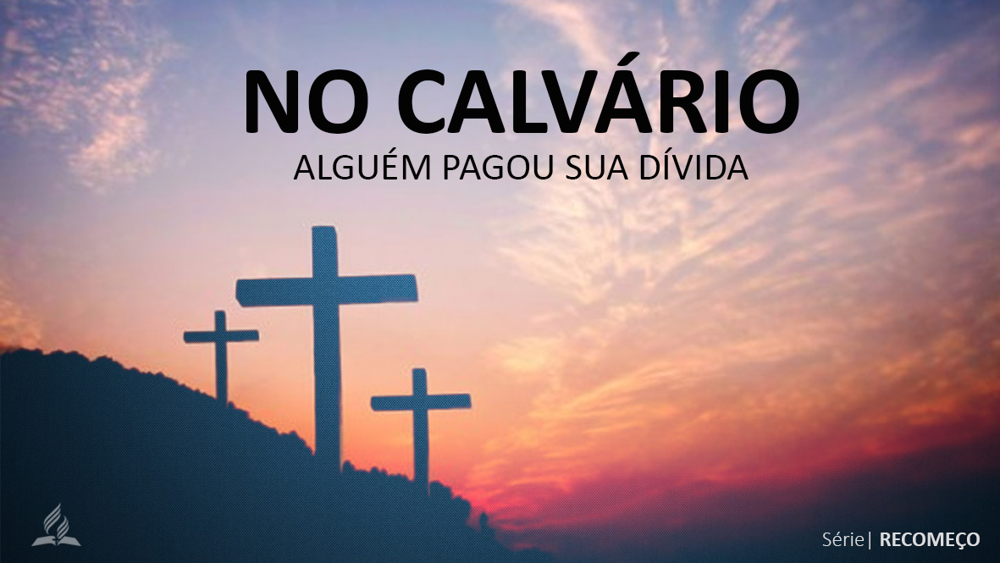 NO CALVÁRIO
ALGUÉM PAGOU SUA DÍVIDA
Série| RECOMEÇO